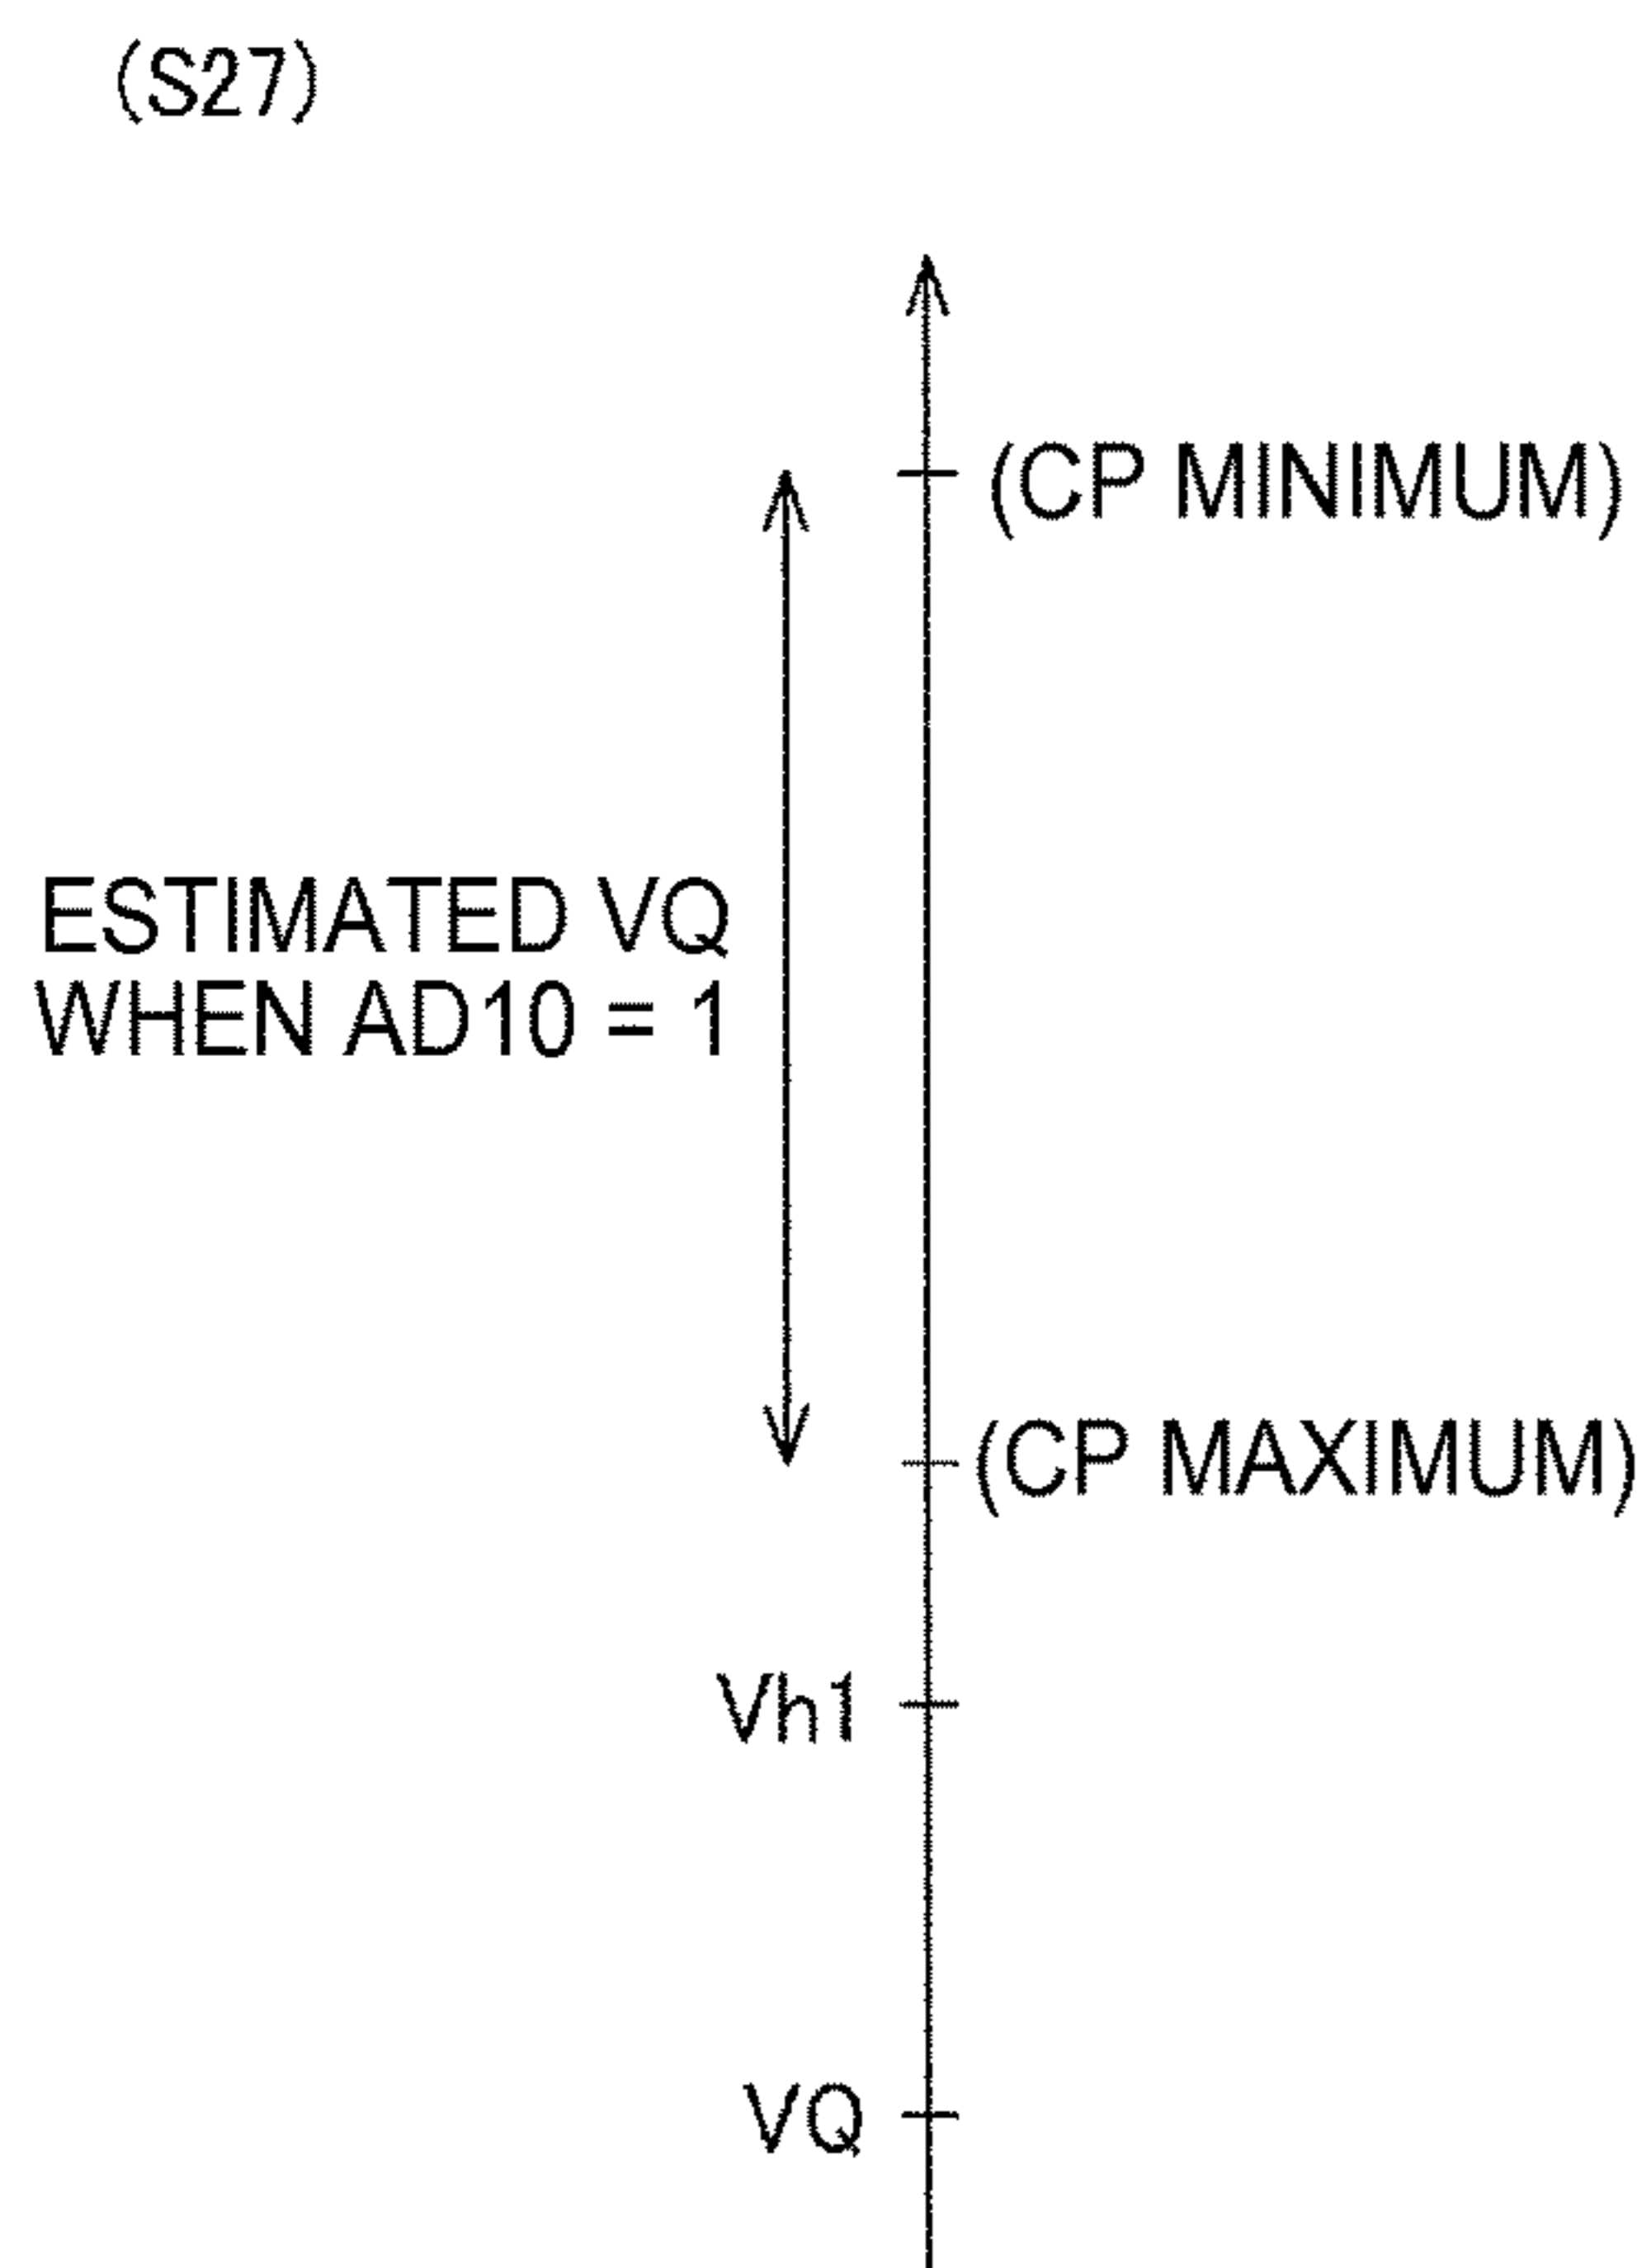 (S27)
(CP MINIMUM)
ESTIMATED VQ
WHEN AD10 = 1
(CP MAXIMUM)
Vh1
VQ